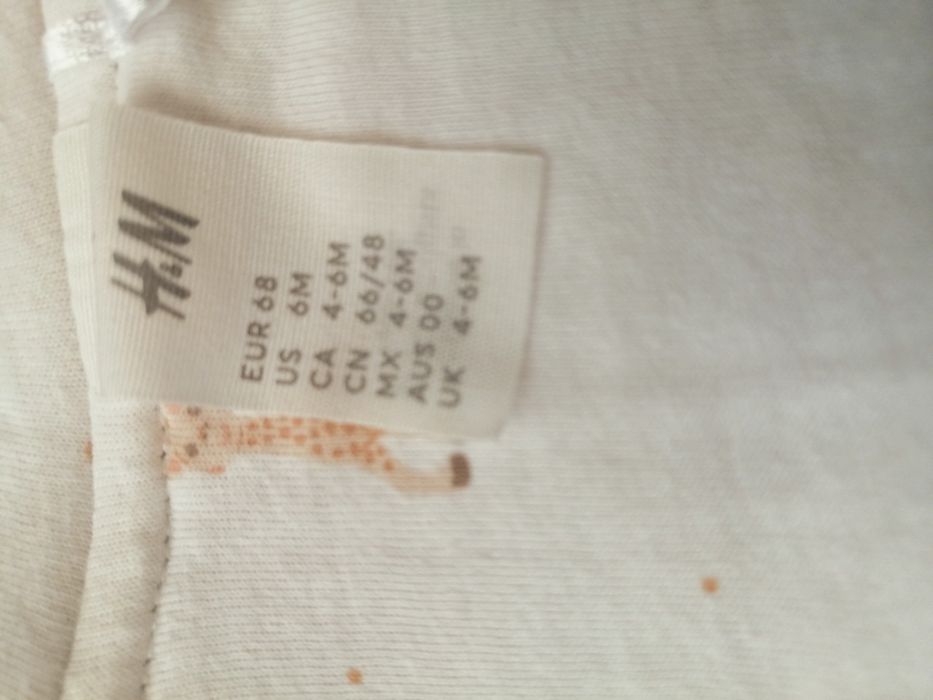 H&M
EUR 68
US 6M
CA 4-6M
CN 66/48
MX 4-6M
AUS 00
UK 4-6M